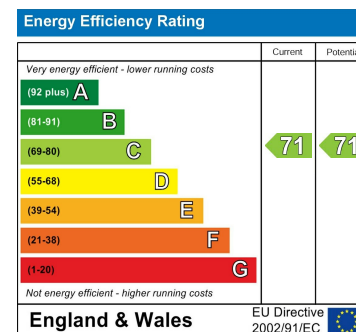 Energy Efficiency Rating
Current Potentia
Very energy efficient - lower running costs
(92 plus) A
(81-91) B
(69-80) C
71 71
(55-68) D
(39-54) E
(21-38) F
(1-20) G
Not energy efficient - higher running costs
England & Wales
EU Directive
2002/91/EC